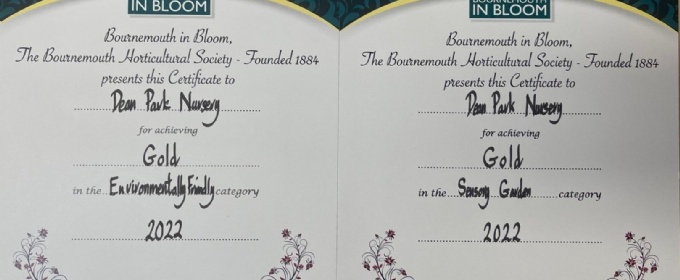 IN BLOOM
Bournemouth in Bloom,
The Bournemouth Horticultural Society - Founded 1884
presents this Certificate to
Dean Park Nursery
for achieving
Gold
in the Environmentally Friendly category
2022
BOURNEMOUTH
IN BLOOM
Bournemouth in Bloom,
The Bournemouth Horticultural Society - Founded 1884
presents this Certificate to
Dean Park Nursery
for achieving
Gold
in the Sensory Garden category
2022